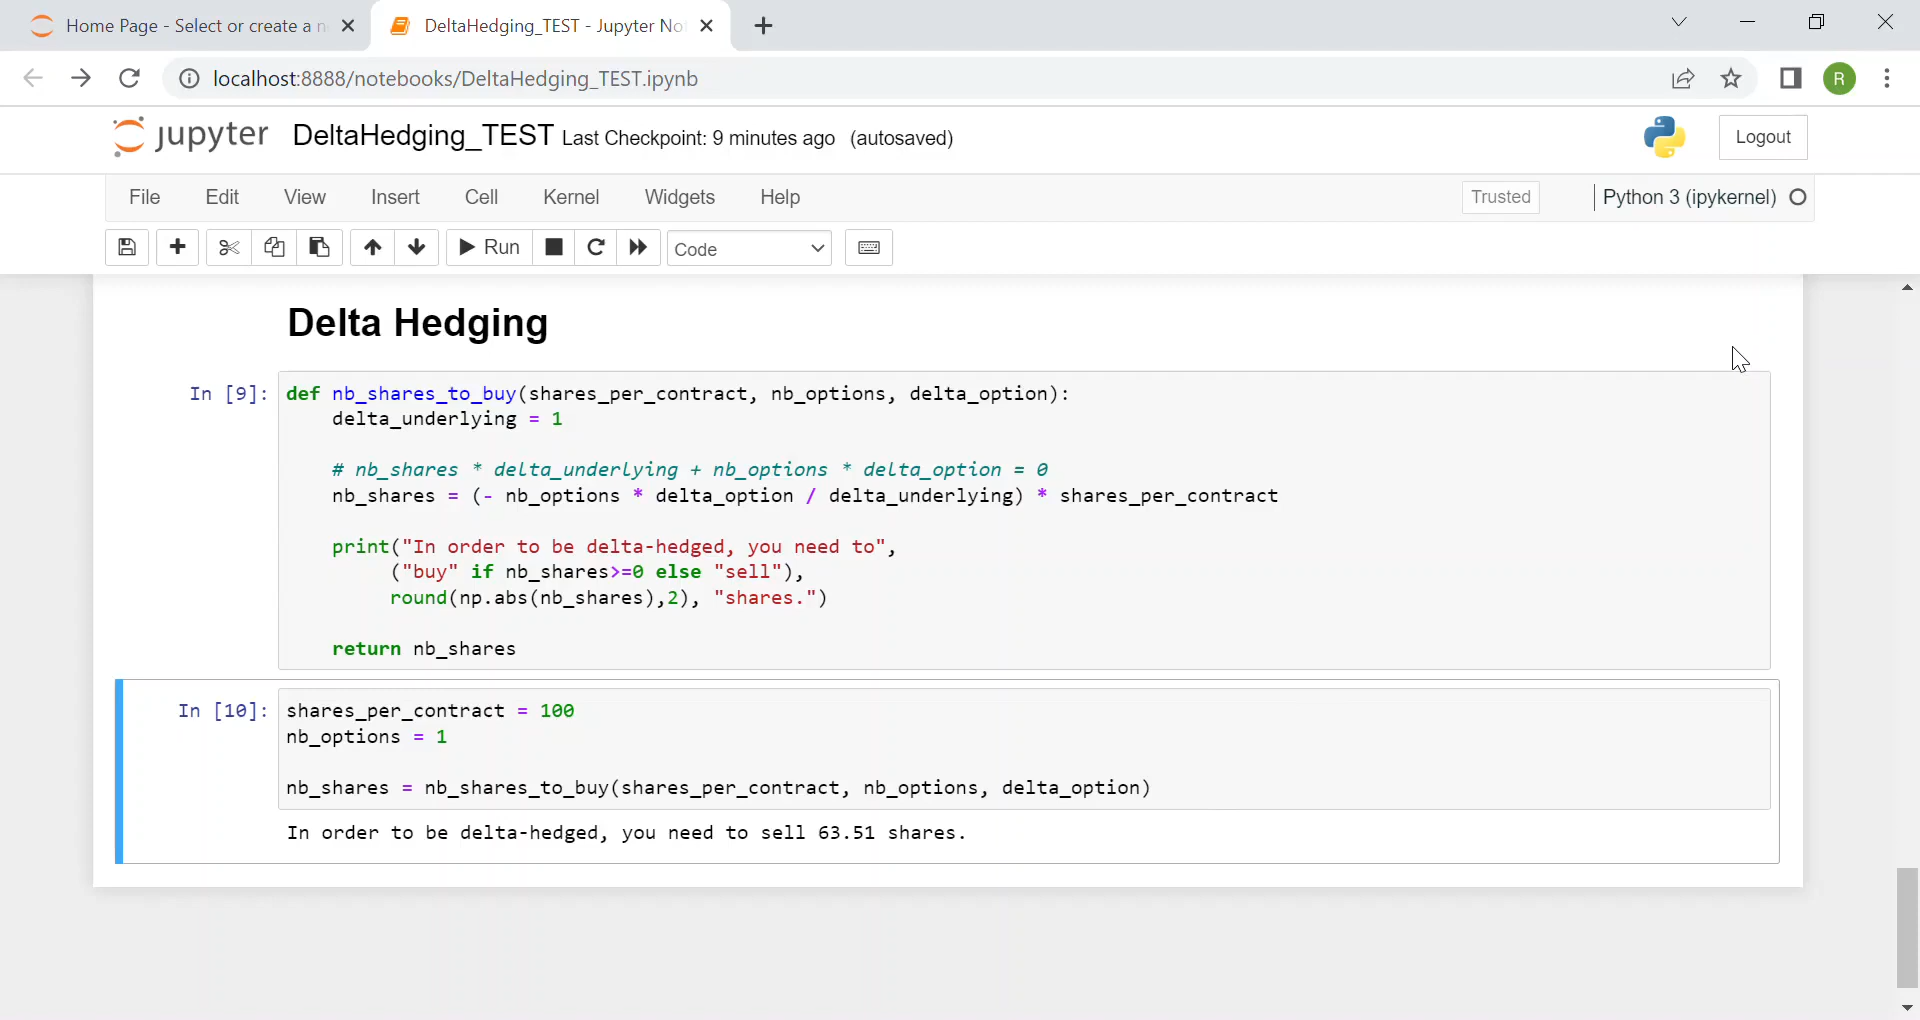 Home Page - Select or create a n
DeltaHedging_TEST - Jupyter No
localhost:8888/notebooks/DeltaHedging_TEST.ipynb
R
jupyter DeltaHedging_TEST Last Checkpoint: 9 minutes ago (autosaved)
Logout
File Edit View Insert Cell Kernel Widgets Help
Trusted
Python 3 (ipykernel)
Run
Code
Delta Hedging
In [9]: def nb_shares_to_buy(shares_per_contract, nb_options, delta_option):
delta_underlying = 1
# nb_shares * delta_underlying + nb_options * delta_option = 0
nb_shares = (- nb_options * delta_option / delta_underlying) * shares_per_contract
print("In order to be delta-hedged, you need to",
("buy" if nb_shares>=0 else "sell"),
round(np.abs(nb_shares),2), "shares.")
return nb_shares
In [10]: shares_per_contract = 100
nb_options = 1
nb_shares = nb_shares_to_buy(shares_per_contract, nb_options, delta_option)
In order to be delta-hedged, you need to sell 63.51 shares.